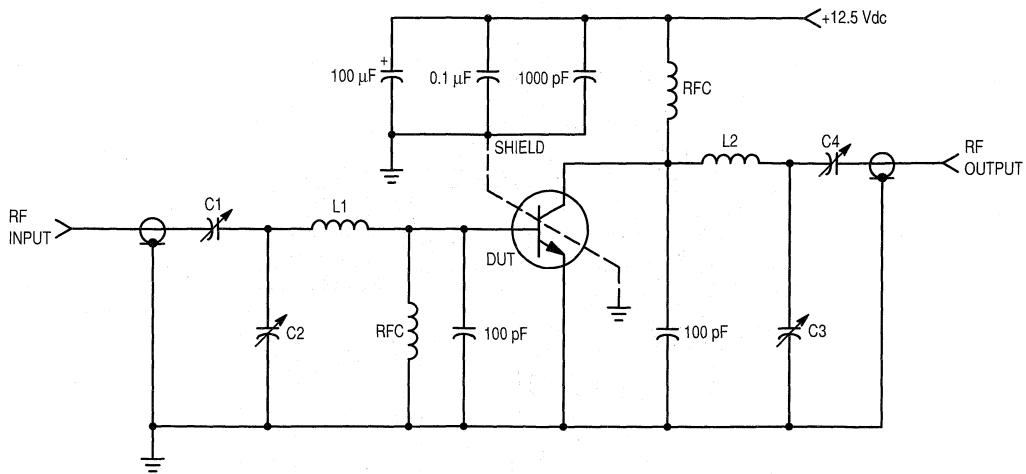 +12.5 Vdc
+
100 µF
0.1 µF
1000 pF
RFC
SHIELD
L2
C4
RF
OUTPUT
RF
INPUT
C1
L1
DUT
C2
RFC
100 pF
100 pF
C3